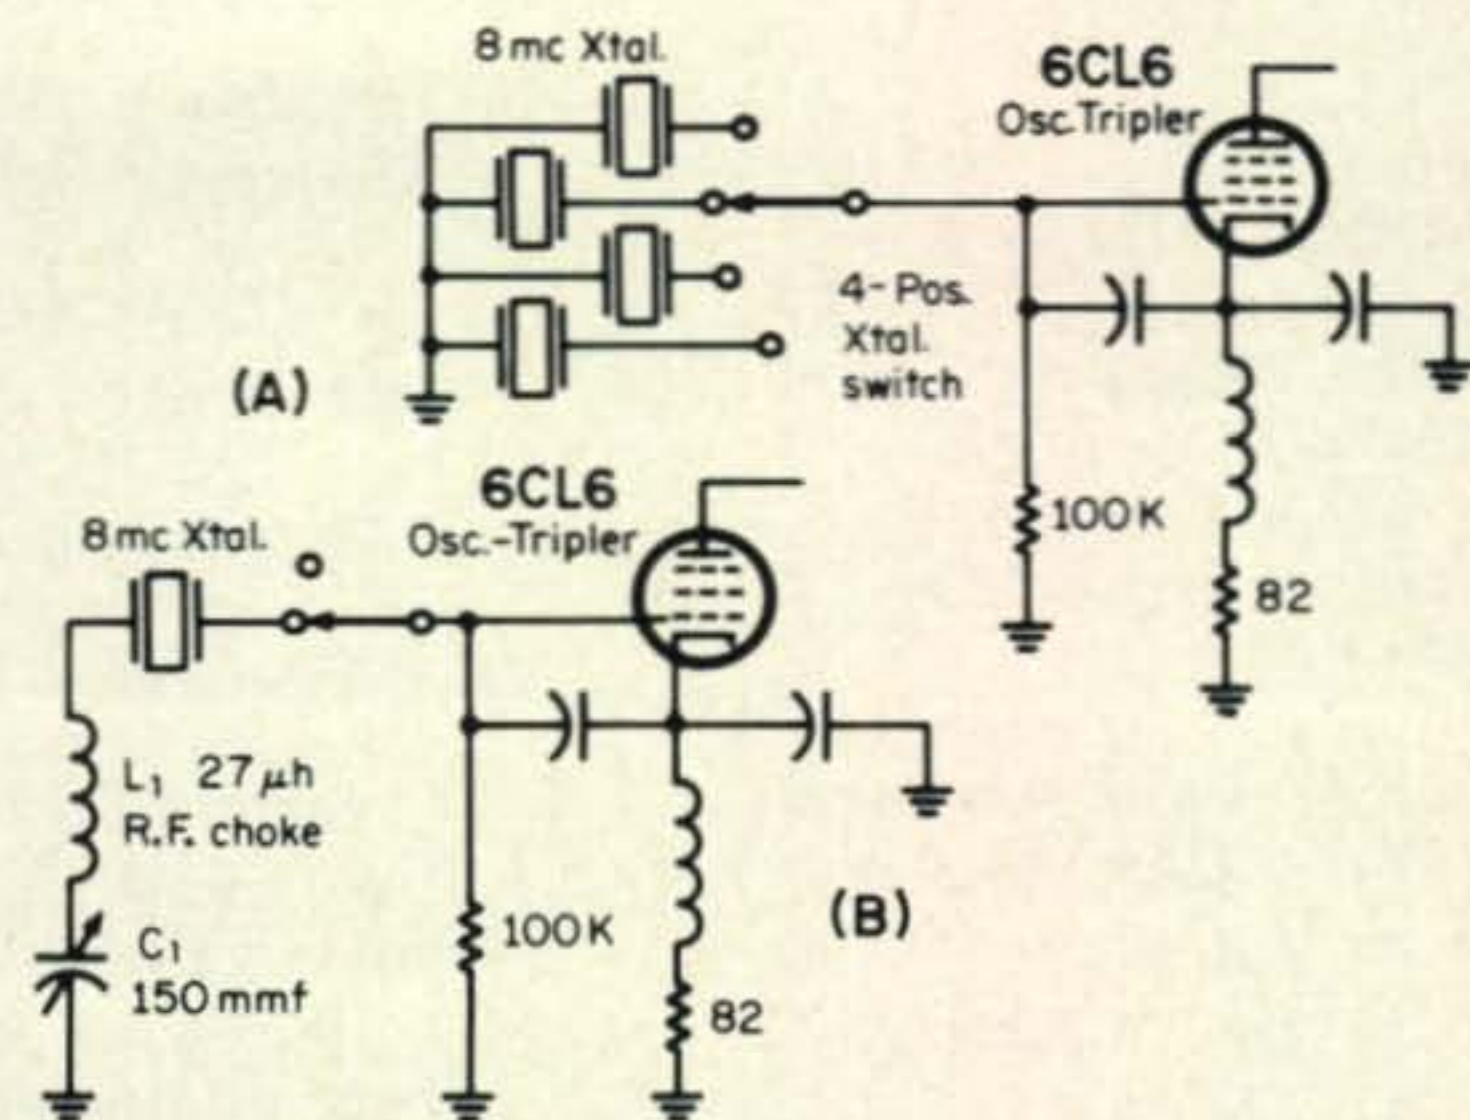 8 mc Xtal.
6CL6
Osc.Tripler
4-Pos.
Xtal.
switch
(A)
100K
82
6CL6
Osc.-Tripler
8 mc Xtal.
L1 27 μh
R.F. choke
C1
150 mmf
100K
(B)
82